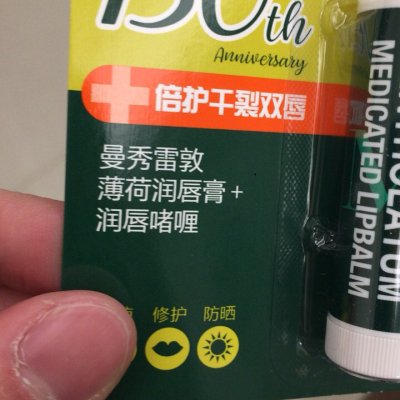 150th
Anniversary
倍护干裂双唇
曼秀雷敦
薄荷润唇膏+
润唇啫喱
修护 防晒
MEDICATED LIPBALM